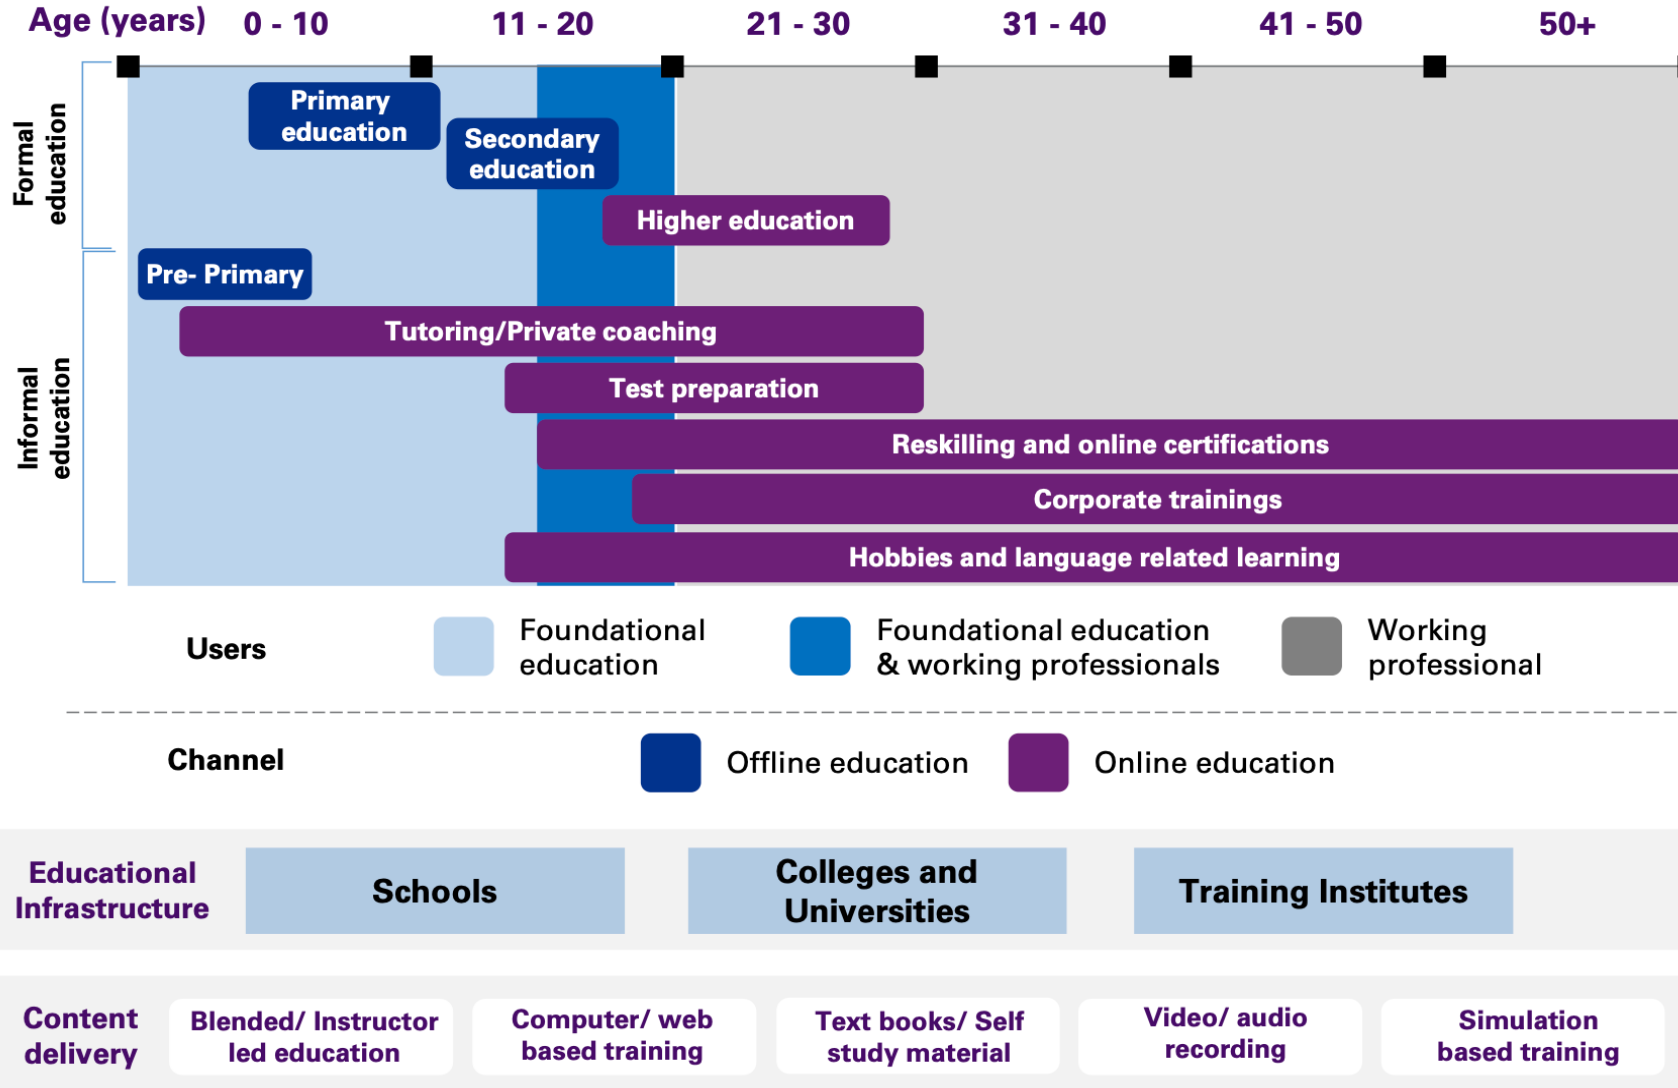 Age (years) 0 - 10 11 - 20 21 - 30 31 - 40 41 - 50 50+
Formal
education
Primary
education
Secondary
education
Higher education
Informal
education
Pre- Primary
Tutoring/Private coaching
Test preparation
Reskilling and online certifications
Corporate trainings
Hobbies and language related learning
Users
Foundational
education
Foundational education
& working professionals
Working
professional
Channel
Offline education
Online education
Educational
Infrastructure
Schools
Colleges and
Universities
Training Institutes
Content
delivery
Blended/ Instructor
led education
Computer/ web
based training
Text books/ Self
study material
Video/ audio
recording
Simulation
based training